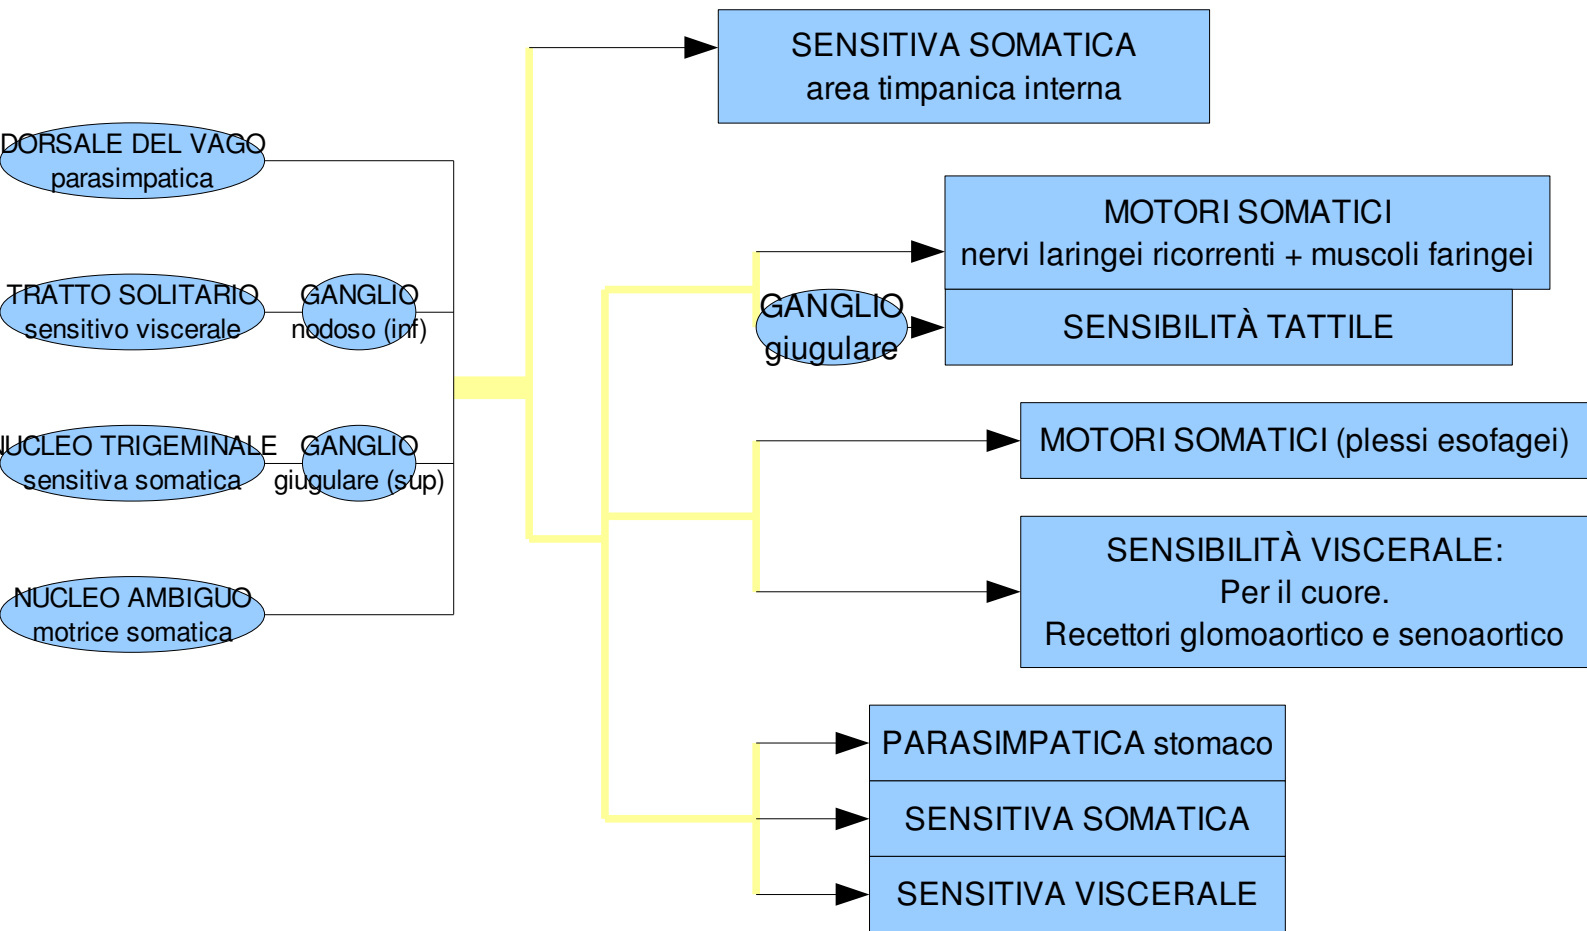 SENSITIVA SOMATICA
area timpanica interna
DORSALE DEL VAGO
parasimpatica
TRATTO SOLITARIO
sensitivo viscerale
GANGLIO
nodoso (inf)
NUCLEO TRIGEMINALE
sensitiva somatica
GANGLIO
giugulare (sup)
NUCLEO AMBIGUO
motrice somatica
MOTORI SOMATICI
nervi laringei ricorrenti + muscoli faringei
GANGLIO
giugulare
SENSIBILITÀ TATTILE
MOTORI SOMATICI (plessi esofagei)
SENSIBILITÀ VISCERALE:
Per il cuore.
Recettori glomoaortico e senoaortico
PARASIMPATICA stomaco
SENSITIVA SOMATICA
SENSITIVA VISCERALE